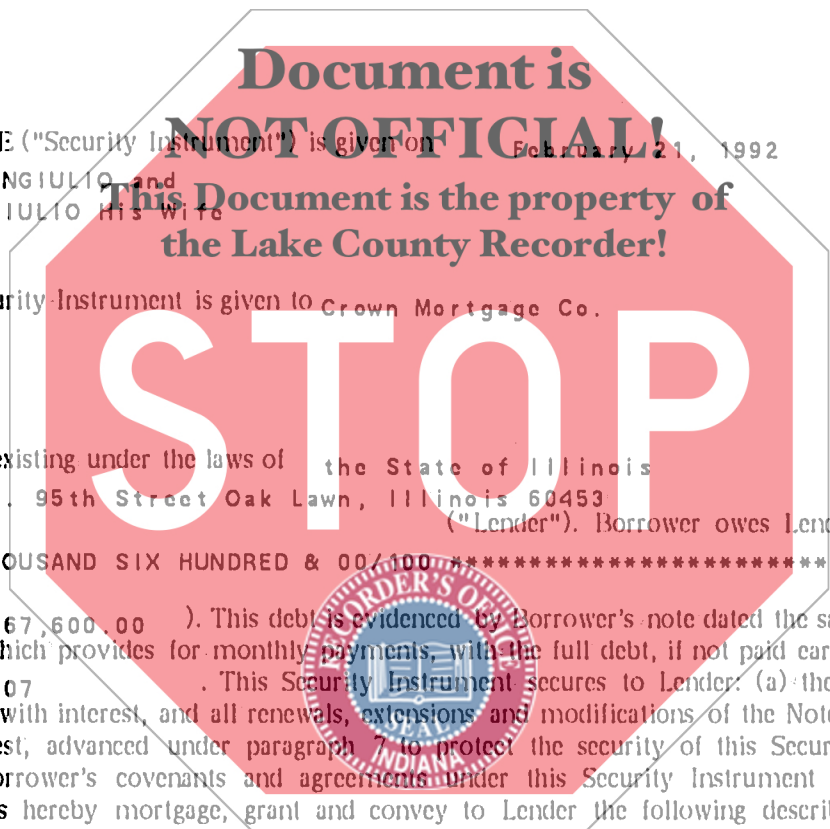 Document is
NOT OFFICIAL!
This Document is the property of
the Lake County Recorder!
STOP
RECORDER'S OFFICE
SEAL
INDIANA
E ("Security Instrument") is given on February 21, 1992
NGIULIO and
IULIO His Wife
urity Instrument is given to Crown Mortgage Co.
existing under the laws of the State of Illinois
. 95th Street Oak Lawn, Illinois 60453
("Lender"). Borrower owes Lend
OUSAND SIX HUNDRED & 00/100 **************************
67,600.00 ). This debt is evidenced by Borrower's note dated the sa
hich provides for monthly payments, with the full debt, if not paid ear
07 . This Security Instrument secures to Lender: (a) the
with interest, and all renewals, extensions and modifications of the Note
est, advanced under paragraph 7 to protect the security of this Secur
orrower's covenants and agreements under this Security Instrument
s hereby mortgage, grant and convey to Lender the following descri